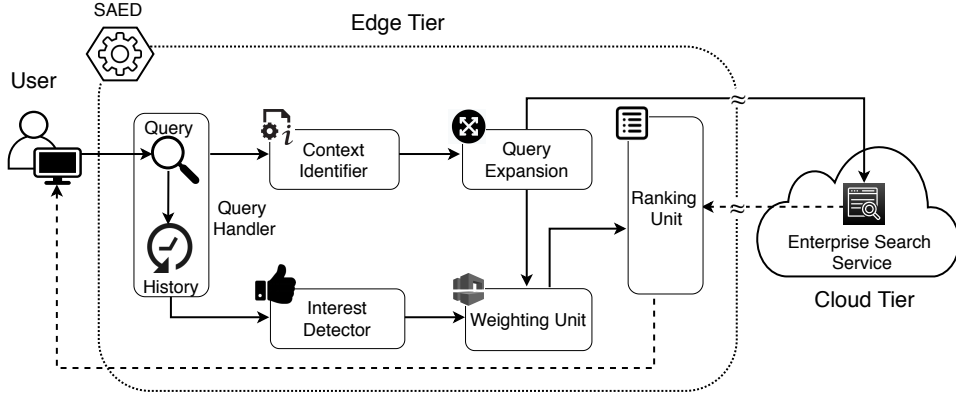 SAED
Edge Tier
User
Query
Context
Identifier
Query
Expansion
Ranking
Unit
Query
Handler
History
Interest
Detector
Weighting Unit
Enterprise Search
Service
Cloud Tier